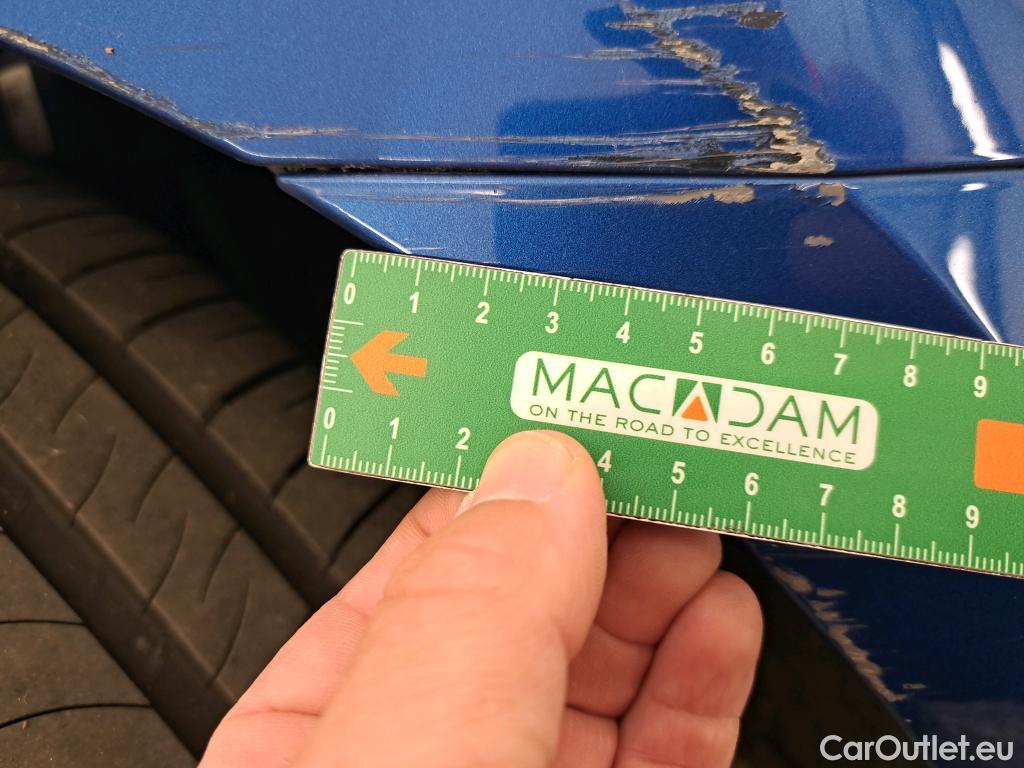 0 1 2 3 4 5 6 7 8 9
MACADAM
ON THE ROAD TO EXCELLENCE
0 1 2 4 5 6 7 8 9
CarOutlet.eu